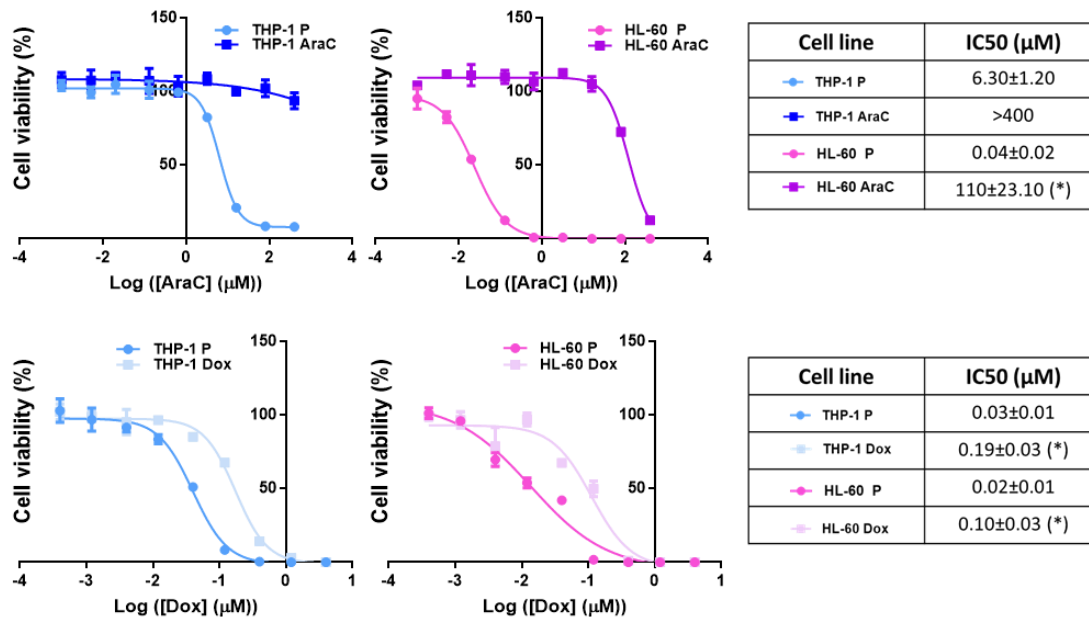 150
THP-1 P
THP-1 AraC
100
50
Cell viability (%)
-4
-2
0
2
4
Log ([AraC] (μM))
150
HL-60 P
HL-60 AraC
100
50
Cell viability (%)
-4
-2
0
2
4
Log ([AraC] (μM))
Cell line IC50 (μM)
THP-1 P 6.30±1.20
THP-1 AraC >400
HL-60 P 0.04±0.02
HL-60 AraC 110±23.10 (*)
150
THP-1 P
THP-1 Dox
100
50
Cell viability (%)
-4
-3
-2
-1
0
1
Log ([Dox] (μM))
150
HL-60 P
HL-60 Dox
100
50
Cell viability (%)
-4
-3
-2
-1
0
1
Log ([Dox] (μM))
Cell line IC50 (μM)
THP-1 P 0.03±0.01
THP-1 Dox 0.19±0.03 (*)
HL-60 P 0.02±0.01
HL-60 Dox 0.10±0.03 (*)